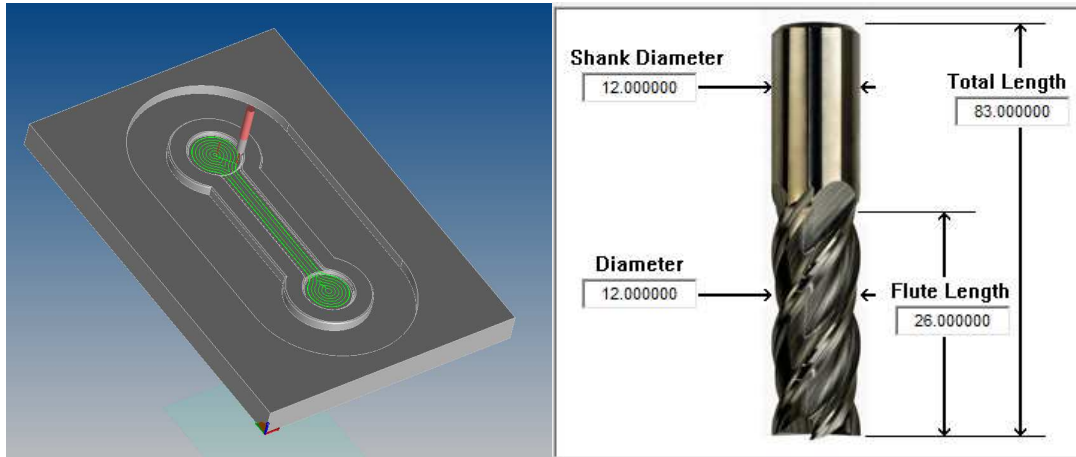 Shank Diameter
12.000000
Total Length
83.000000
Diameter
12.000000
Flute Length
26.000000